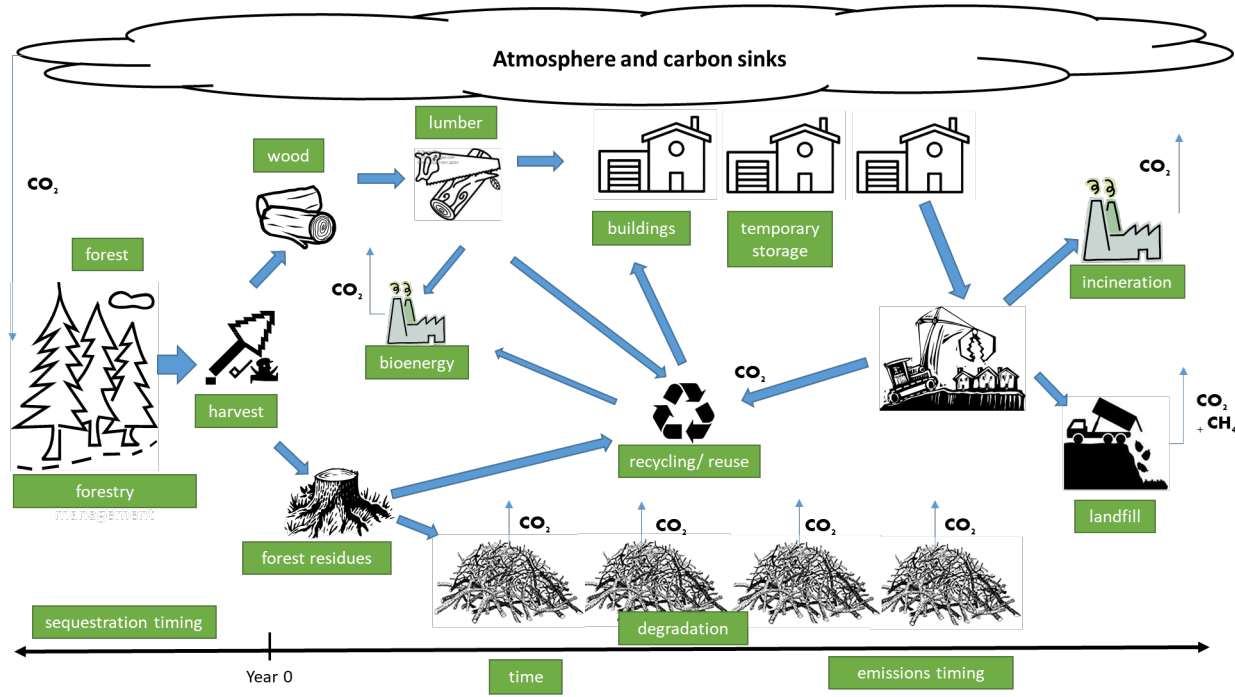 Atmosphere and carbon sinks
lumber
wood
CO₂
CO₂
buildings
temporary
storage
forest
incineration
CO₂
bioenergy
CO₂
CO₂
+ CH₄
harvest
recycling/ reuse
forestry
management
landfill
CO₂
CO₂
CO₂
CO₂
forest residues
sequestration timing
degradation
Year 0
time
emissions timing